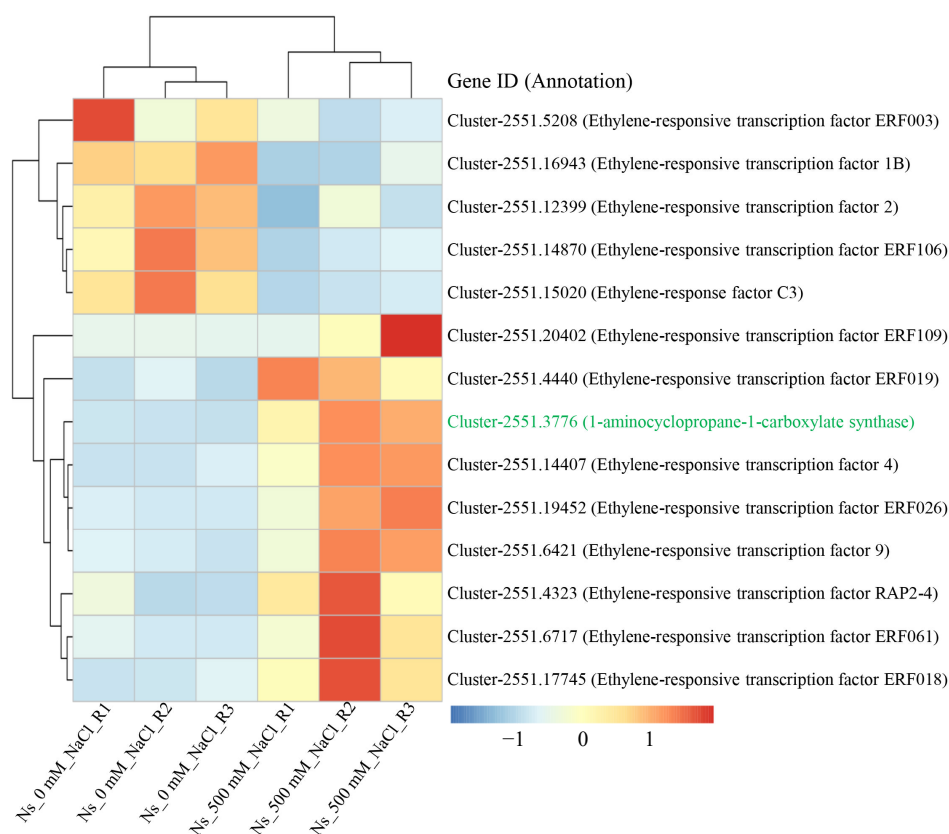 Gene ID (Annotation)
Cluster-2551.5208 (Ethylene-responsive transcription factor ERF003)
Cluster-2551.16943 (Ethylene-responsive transcription factor 1B)
Cluster-2551.12399 (Ethylene-responsive transcription factor 2)
Cluster-2551.14870 (Ethylene-responsive transcription factor ERF106)
Cluster-2551.15020 (Ethylene-response factor C3)
Cluster-2551.20402 (Ethylene-responsive transcription factor ERF109)
Cluster-2551.4440 (Ethylene-responsive transcription factor ERF019)
Cluster-2551.3776 (1-aminocyclopropane-1-carboxylate synthase)
Cluster-2551.14407 (Ethylene-responsive transcription factor 4)
Cluster-2551.19452 (Ethylene-responsive transcription factor ERF026)
Cluster-2551.6421 (Ethylene-responsive transcription factor 9)
Cluster-2551.4323 (Ethylene-responsive transcription factor RAP2-4)
Cluster-2551.6717 (Ethylene-responsive transcription factor ERF061)
Cluster-2551.17745 (Ethylene-responsive transcription factor ERF018)
−1 0 1
Ns_0 mM_NaCl_R1
Ns_0 mM_NaCl_R2
Ns_0 mM_NaCl_R3
Ns_500 mM_NaCl_R1
Ns_500 mM_NaCl_R2
Ns_500 mM_NaCl_R3